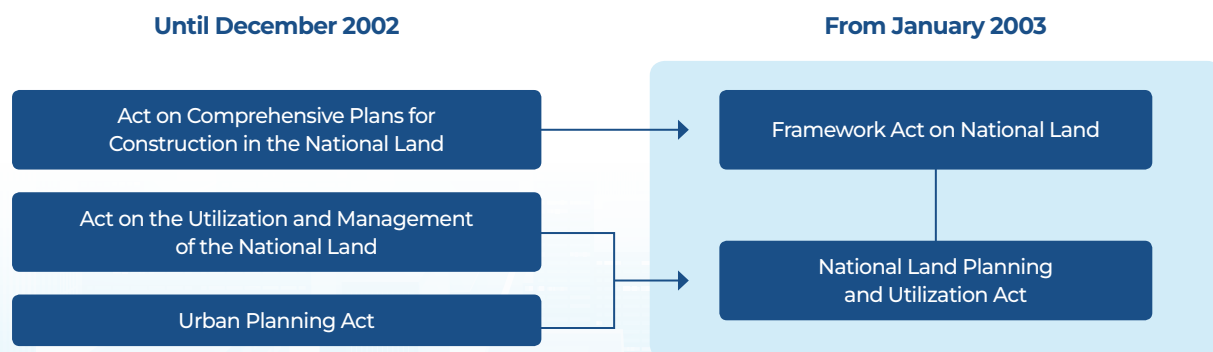 Until December 2002
From January 2003
Act on Comprehensive Plans for
Construction in the National Land
Framework Act on National Land
Act on the Utilization and Management
of the National Land
National Land Planning
and Utilization Act
Urban Planning Act